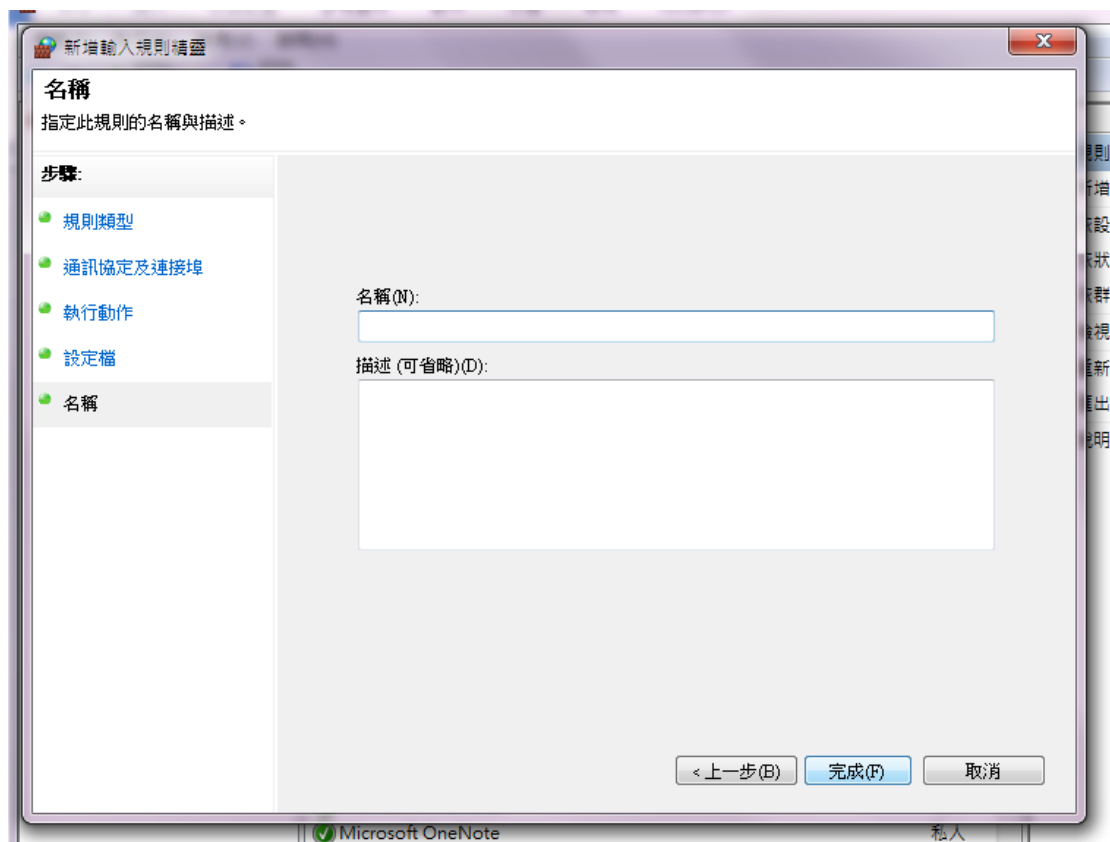 新增輸入規則精靈
名稱
指定此規則的名稱與描述。
步驟:
規則類型
通訊協定及連接埠
執行動作
設定檔
名稱
名稱(N):
描述 (可省略)(D):
< 上一步(B)
完成(F)
取消
Microsoft OneNote
私人